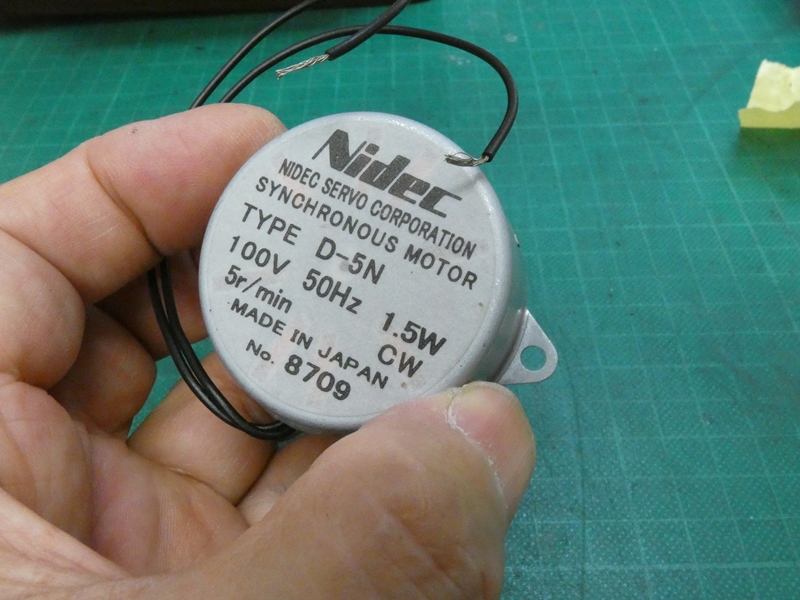 Nidec
NIDEC SERVO CORPORATION
SYNCHRONOUS MOTOR
TYPE D-5N
100V 50Hz 1.5W
5r/min CW
MADE IN JAPAN
No. 8709